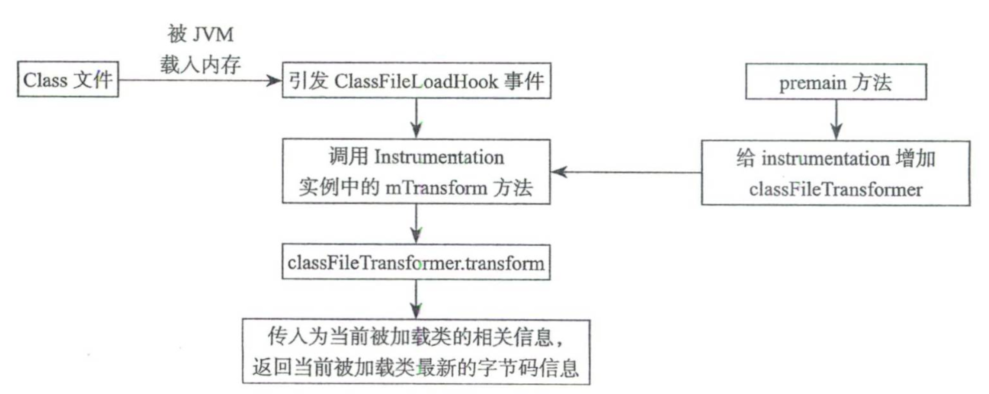 被 JVM
载入内存
Class 文件
引发 ClassFileLoadHook 事件
premain 方法
调用 Instrumentation
实例中的 mTransform 方法
给 instrumentation 增加
classFileTransformer
classFileTransformer.transform
传入为当前被加载类的相关信息，
返回当前被加载类最新的字节码信息